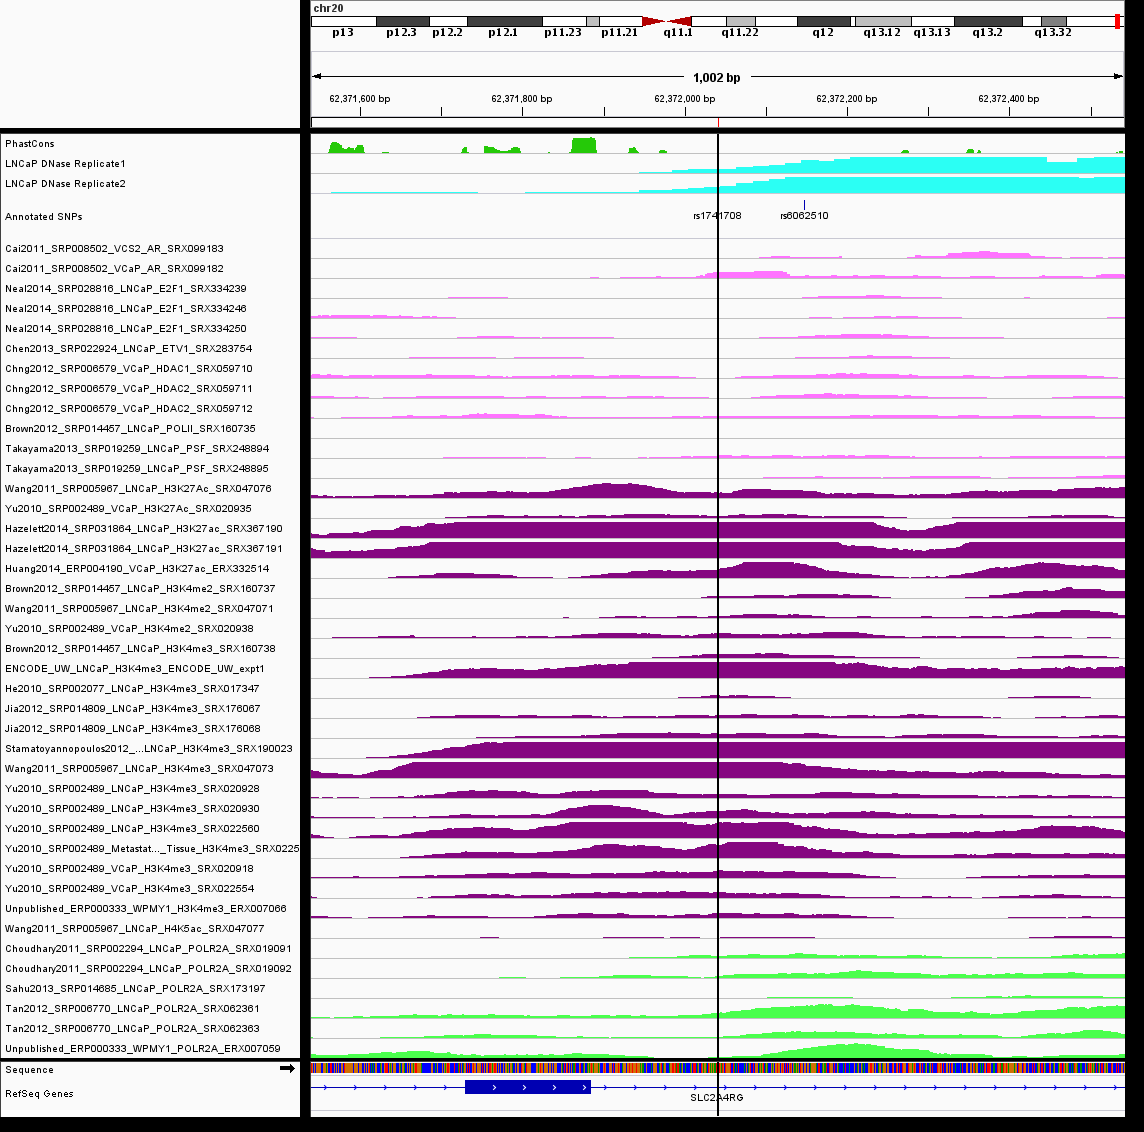 chr20
p13 p12.3 p12.2 p12.1 p11.23 p11.21 q11.1 q11.22 q12 q13.12 q13.13 q13.2 q13.32
1,002 bp
62,371,600 bp 62,371,800 bp 62,372,000 bp 62,372,200 bp 62,372,400 bp
PhastCons
LNCaP DNase Replicate1
LNCaP DNase Replicate2
Annotated SNPs
rs1741708 rs6062510
Cai2011_SRP008502_VCS2_AR_SRX099183
Cai2011_SRP008502_VCaP_AR_SRX099182
Neal2014_SRP028816_LNCaP_E2F1_SRX334239
Neal2014_SRP028816_LNCaP_E2F1_SRX334246
Neal2014_SRP028816_LNCaP_E2F1_SRX334250
Chen2013_SRP022924_LNCaP_ETV1_SRX283754
Chng2012_SRP006579_VCaP_HDAC1_SRX059710
Chng2012_SRP006579_VCaP_HDAC2_SRX059711
Chng2012_SRP006579_VCaP_HDAC2_SRX059712
Brown2012_SRP014457_LNCaP_POLII_SRX160735
Takayama2013_SRP019259_LNCaP_PSF_SRX248894
Takayama2013_SRP019259_LNCaP_PSF_SRX248895
Wang2011_SRP005967_LNCaP_H3K27Ac_SRX047076
Yu2010_SRP002489_VCaP_H3K27Ac_SRX020935
Hazelett2014_SRP031864_LNCaP_H3K27ac_SRX367190
Hazelett2014_SRP031864_LNCaP_H3K27ac_SRX367191
Huang2014_ERP004190_VCaP_H3K27ac_ERX332514
Brown2012_SRP014457_LNCaP_H3K4me2_SRX160737
Wang2011_SRP005967_LNCaP_H3K4me2_SRX047071
Yu2010_SRP002489_VCaP_H3K4me2_SRX020938
Brown2012_SRP014457_LNCaP_H3K4me3_SRX160738
ENCODE_UW_LNCaP_H3K4me3_ENCODE_UW_expt1
He2010_SRP002077_LNCaP_H3K4me3_SRX017347
Jia2012_SRP014809_LNCaP_H3K4me3_SRX176067
Jia2012_SRP014809_LNCaP_H3K4me3_SRX176068
Stamatoyannopoulos2012_...LNCaP_H3K4me3_SRX190023
Wang2011_SRP005967_LNCaP_H3K4me3_SRX047073
Yu2010_SRP002489_LNCaP_H3K4me3_SRX020928
Yu2010_SRP002489_LNCaP_H3K4me3_SRX020930
Yu2010_SRP002489_LNCaP_H3K4me3_SRX022560
Yu2010_SRP002489_Metastat..._Tissue_H3K4me3_SRX0225
Yu2010_SRP002489_VCaP_H3K4me3_SRX020918
Yu2010_SRP002489_VCaP_H3K4me3_SRX022554
Unpublished_ERP000333_WPMY1_H3K4me3_ERX007066
Wang2011_SRP005967_LNCaP_H4K5ac_SRX047077
Choudhary2011_SRP002294_LNCaP_POLR2A_SRX019091
Choudhary2011_SRP002294_LNCaP_POLR2A_SRX019092
Sahu2013_SRP014685_LNCaP_POLR2A_SRX173197
Tan2012_SRP006770_LNCaP_POLR2A_SRX062361
Tan2012_SRP006770_LNCaP_POLR2A_SRX062363
Unpublished_ERP000333_WPMY1_POLR2A_ERX007059
Sequence
RefSeq Genes
SLC2A4RG